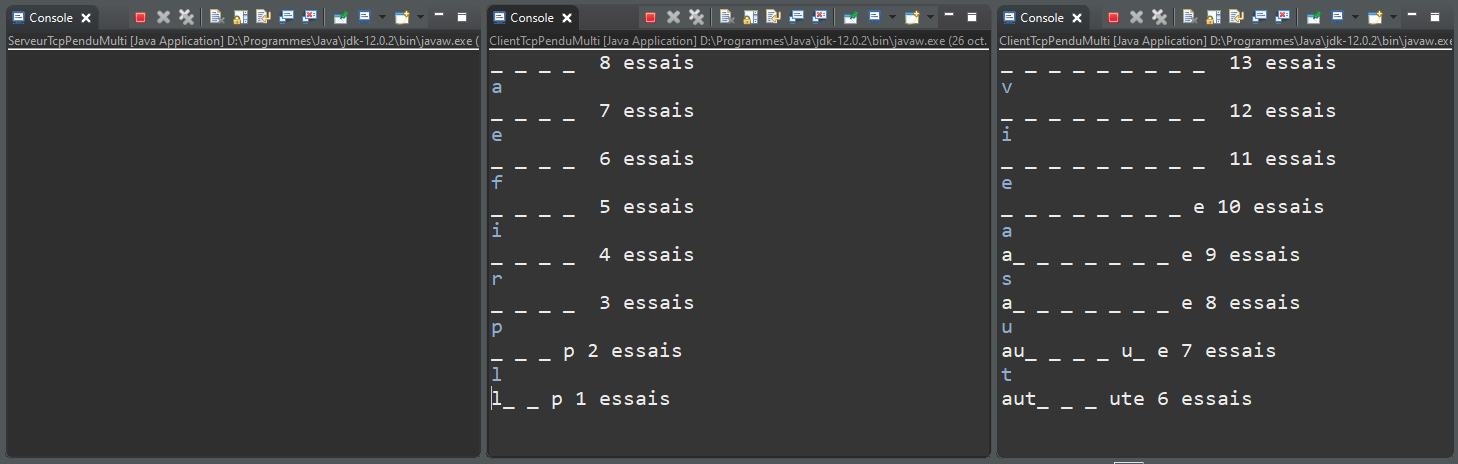 Console
ServeurTcpPenduMulti [Java Application] D:\Programmes\Java\jdk-12.0.2\bin\javaw.exe (
Console
ClientTcpPenduMulti [Java Application] D:\Programmes\Java\jdk-12.0.2\bin\javaw.exe (26 oct.
_ _ _ _  8 essais
a
_ _ _ _  7 essais
e
_ _ _ _  6 essais
f
_ _ _ _  5 essais
i
_ _ _ _  4 essais
r
_ _ _ _  3 essais
p
_ _ _ p 2 essais
l
l_ _ p 1 essais
Console
ClientTcpPenduMulti [Java Application] D:\Programmes\Java\jdk-12.0.2\bin\javaw.exe
_ _ _ _ _ _ _ _ _  13 essais
v
_ _ _ _ _ _ _ _ _  12 essais
i
_ _ _ _ _ _ _ _ _  11 essais
e
_ _ _ _ _ _ _ _ e 10 essais
a
a_ _ _ _ _ _ _ e 9 essais
s
a_ _ _ _ _ _ _ e 8 essais
u
au_ _ _ _ u_ e 7 essais
t
aut_ _ _ ute 6 essais